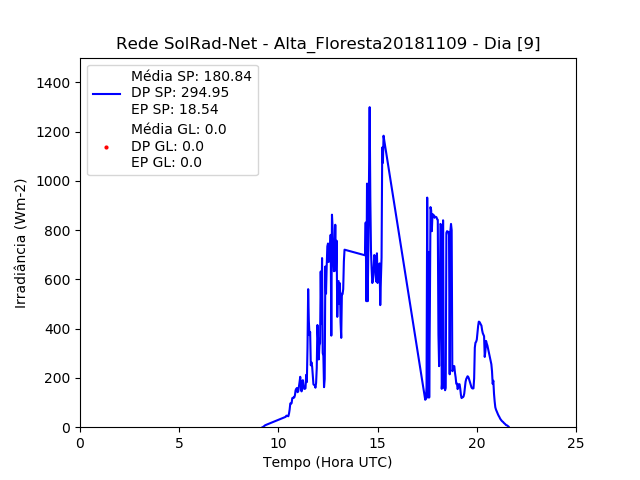 Rede SolRad-Net - Alta_Floresta20181109 - Dia [9]
Média SP: 180.84
DP SP: 294.95
EP SP: 18.54
Média GL: 0.0
DP GL: 0.0
EP GL: 0.0
Irradiância (Wm-2)
1400
1200
1000
800
600
400
200
0
0 5 10 15 20 25
Tempo (Hora UTC)